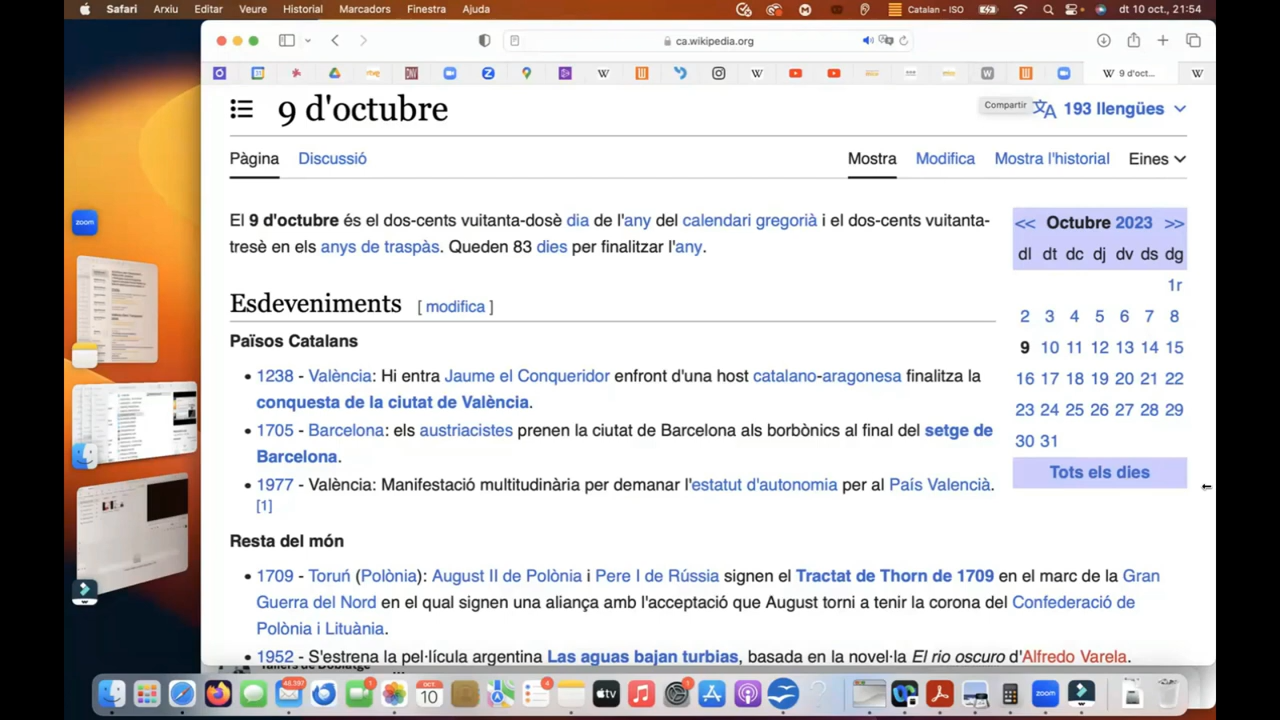 Safari Arxiu Editar Veure Historial Marcadors Finestra Ajuda Catalan - ISO dt 10 oct., 21:54
ca.wikipedia.org
9 d'oct...
9 d'octubre
Compartir
193 llengües
Pàgina Discussió Mostra Modifica Mostra l'historial Eines
El 9 d'octubre és el dos-cents vuitanta-dosè dia de l'any del calendari gregorià i el dos-cents vuitanta-
tresè en els anys de traspàs. Queden 83 dies per finalitzar l'any.
<< Octubre 2023 >>
dl dt dc dj dv ds dg
1r
2 3 4 5 6 7 8
9 10 11 12 13 14 15
16 17 18 19 20 21 22
23 24 25 26 27 28 29
30 31
Tots els dies
Esdeveniments [ modifica ]
Països Catalans
• 1238 - València: Hi entra Jaume el Conqueridor enfront d'una host catalano-aragonesa finalitza la
conquesta de la ciutat de València.
• 1705 - Barcelona: els austriacistes prenen la ciutat de Barcelona als borbònics al final del setge de
Barcelona.
• 1977 - València: Manifestació multitudinària per demanar l'estatut d'autonomia per al País Valencià.
[1]
Resta del món
• 1709 - Toruń (Polònia): August II de Polònia i Pere I de Rússia signen el Tractat de Thorn de 1709 en el marc de la Gran
Guerra del Nord en el qual signen una aliança amb l'acceptació que August torni a tenir la corona del Confederació de
Polònia i Lituània.
• 1952 - S'estrena la pel·lícula argentina Las aguas bajan turbias, basada en la novel·la El rio oscuro d'Alfredo Varela.
zoom
48.397
1
OCT
10
4
tv
1
zoom